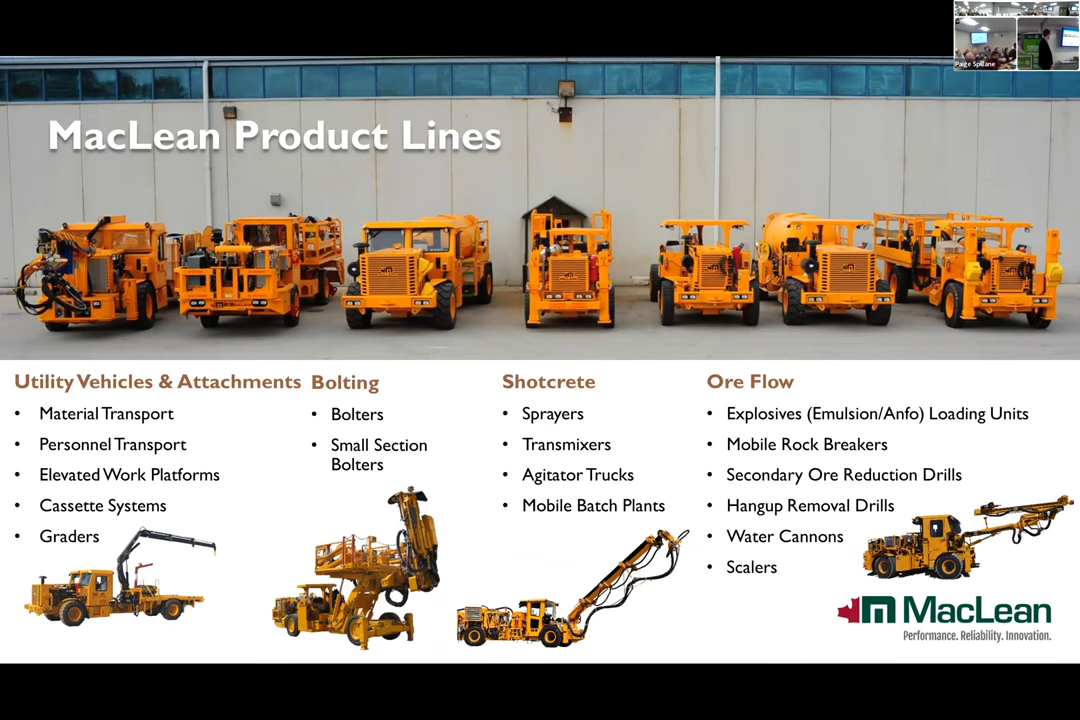 Paige Spillane
MacLean Product Lines
Utility Vehicles & Attachments
• Material Transport
• Personnel Transport
• Elevated Work Platforms
• Cassette Systems
• Graders
Bolting
• Bolters
• Small Section
Bolters
Shotcrete
• Sprayers
• Transmixers
• Agitator Trucks
• Mobile Batch Plants
Ore Flow
• Explosives (Emulsion/Anfo) Loading Units
• Mobile Rock Breakers
• Secondary Ore Reduction Drills
• Hangup Removal Drills
• Water Cannons
• Scalers
MacLean
Performance. Reliability. Innovation.